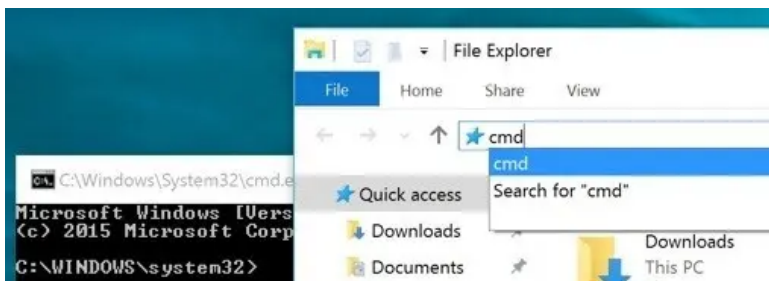 File Explorer
File Home Share View
cmd
cmd
Search for "cmd"
C:\Windows\System32\cmd.e
Microsoft Windows [Vers
(c) 2015 Microsoft Corp
C:\WINDOWS\system32>
Quick access
Downloads
Documents
Downloads
This PC